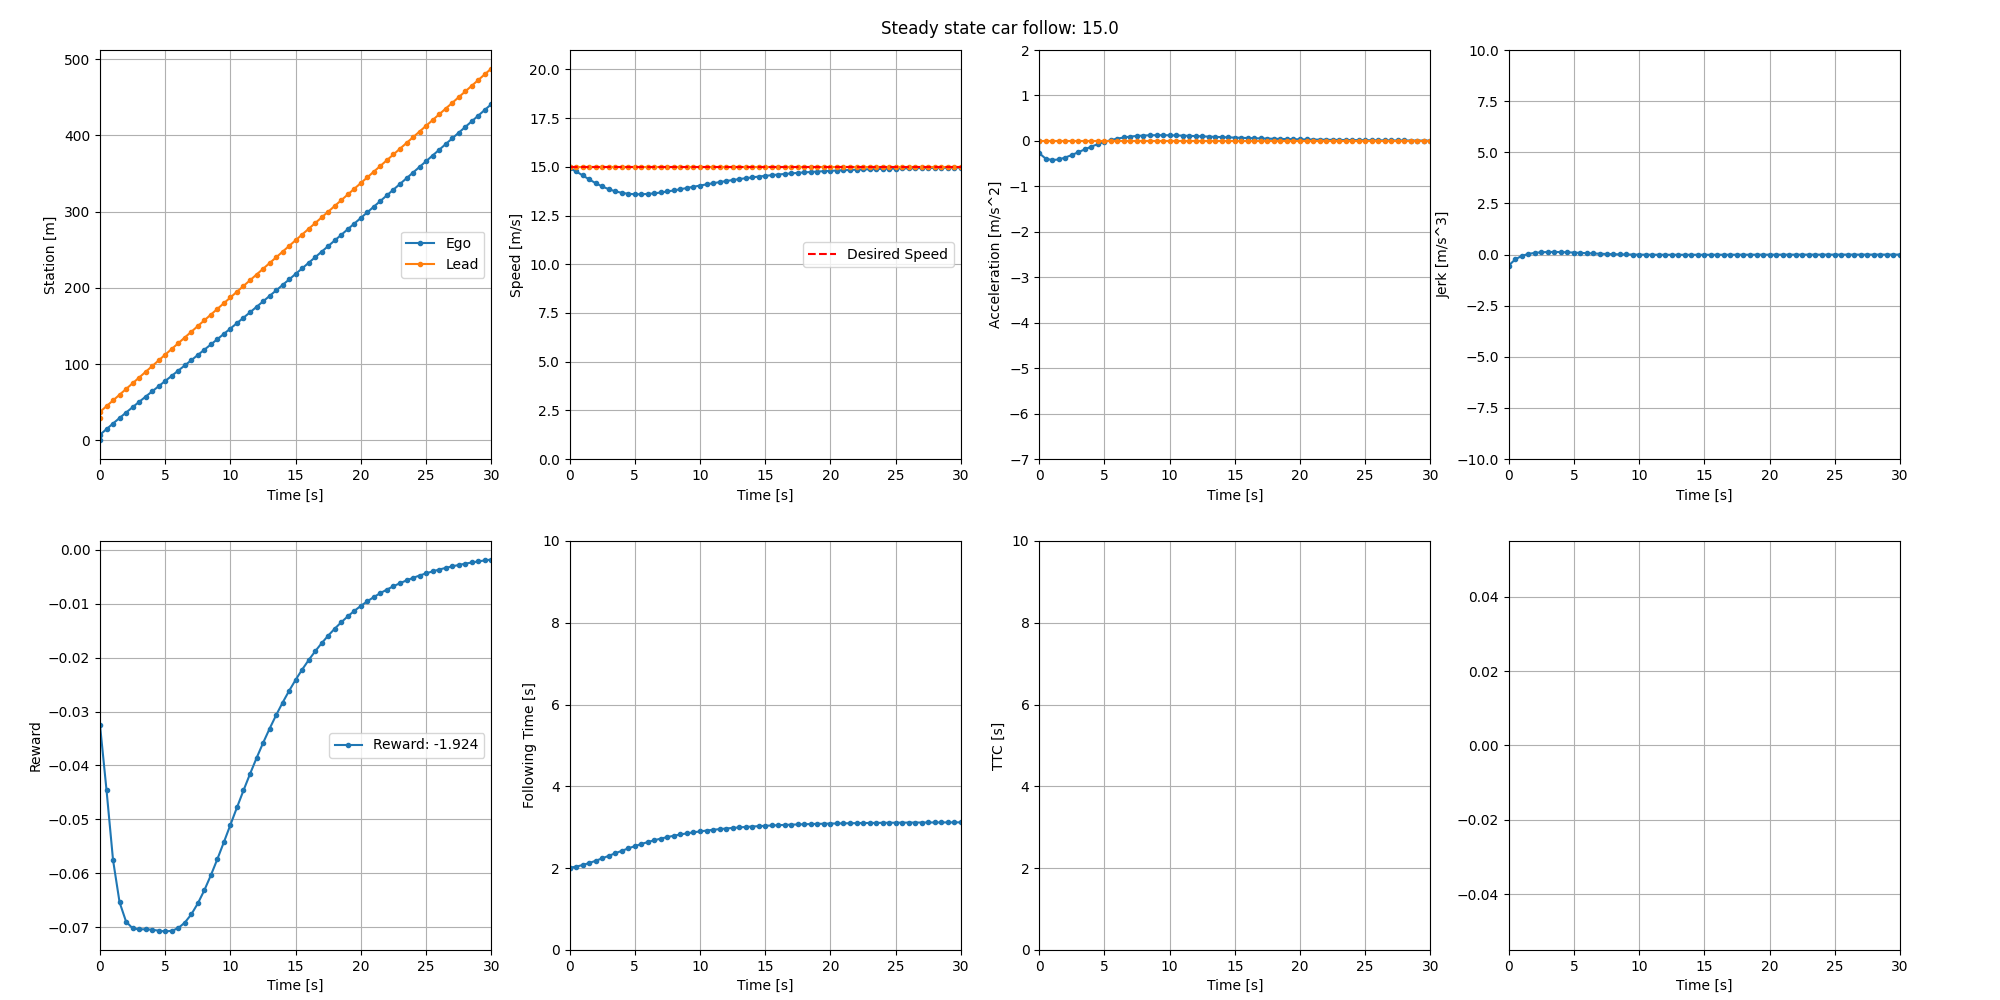 Steady state car follow: 15.0
500
400
300
200
100
0
Station [m]
Ego
Lead
0 5 10 15 20 25 30
Time [s]
20.0
17.5
15.0
12.5
10.0
7.5
5.0
2.5
0.0
Speed [m/s]
Desired Speed
0 5 10 15 20 25 30
Time [s]
2
1
0
−1
−2
−3
−4
−5
−6
−7
Acceleration [m/s^2]
0 5 10 15 20 25 30
Time [s]
10.0
7.5
5.0
2.5
0.0
−2.5
−5.0
−7.5
−10.0
Jerk [m/s^3]
0 5 10 15 20 25 30
Time [s]
0.00
−0.01
−0.02
−0.03
−0.04
−0.05
−0.06
−0.07
Reward
Reward: -1.924
0 5 10 15 20 25 30
Time [s]
10
8
6
4
2
0
Following Time [s]
0 5 10 15 20 25 30
Time [s]
10
8
6
4
2
0
TTC [s]
0 5 10 15 20 25 30
Time [s]
0.04
0.02
0.00
−0.02
−0.04
0 5 10 15 20 25 30
Time [s]